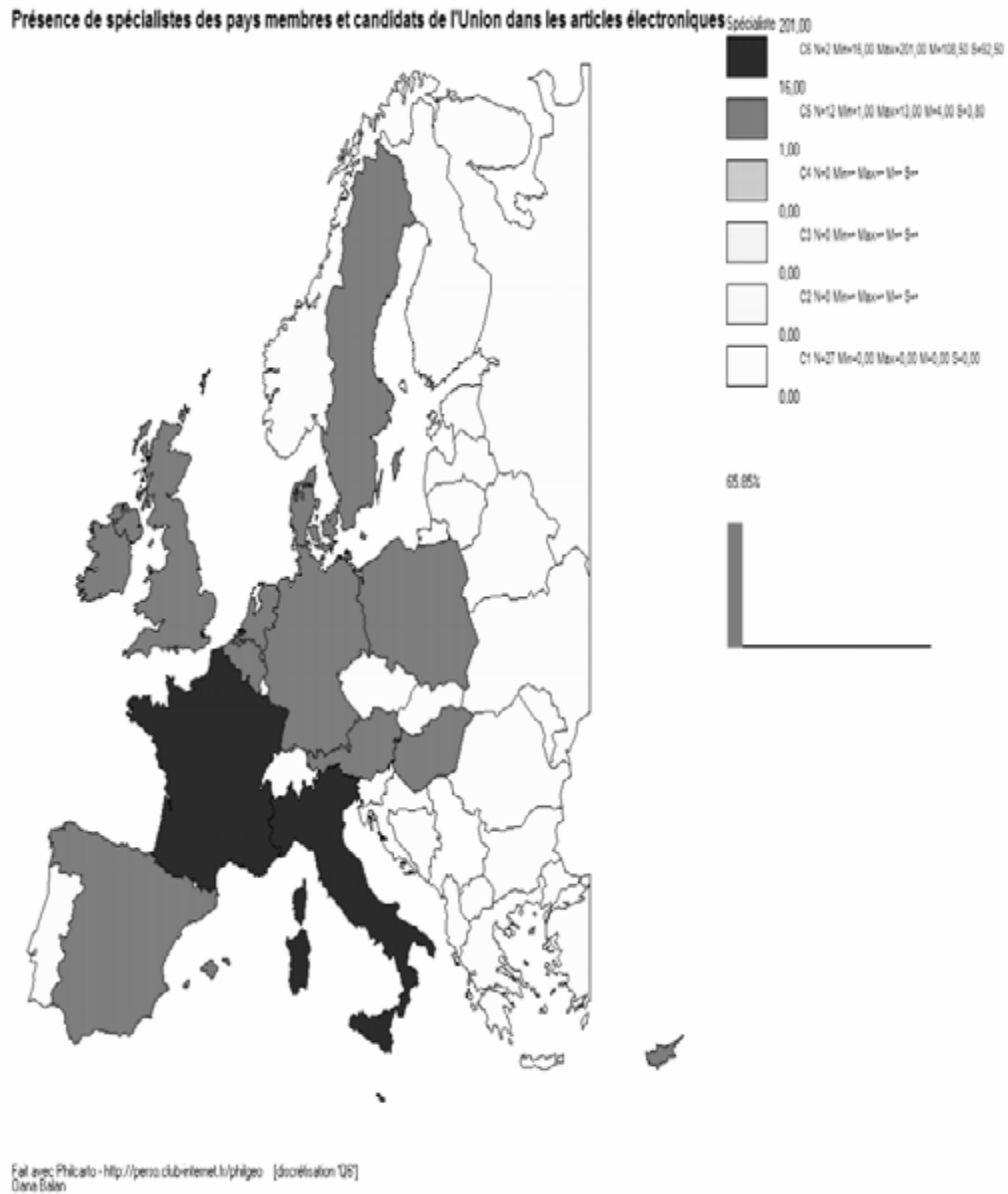 Présence de spécialistes des pays membres et candidats de l'Union dans les articles électroniques
Spécialiste 201,00
C6 N=2 Min=16,00 Max=201,00 M=108,50 S=92,50
16,00
C5 N=12 Min=1,00 Max=13,00 M=4,00 S=3,80
1,00
C4 N=0 Min= Max= M= S=
0,00
C3 N=0 Min= Max= M= S=
0,00
C2 N=0 Min= Max= M= S=
0,00
C1 N=27 Min=0,00 Max=0,00 M=0,00 S=0,00
0,00
65.85%
Fait avec Philcarto - http://perso.club-internet.fr/philgeo [discrétisation 'Q6']
Dana Balan